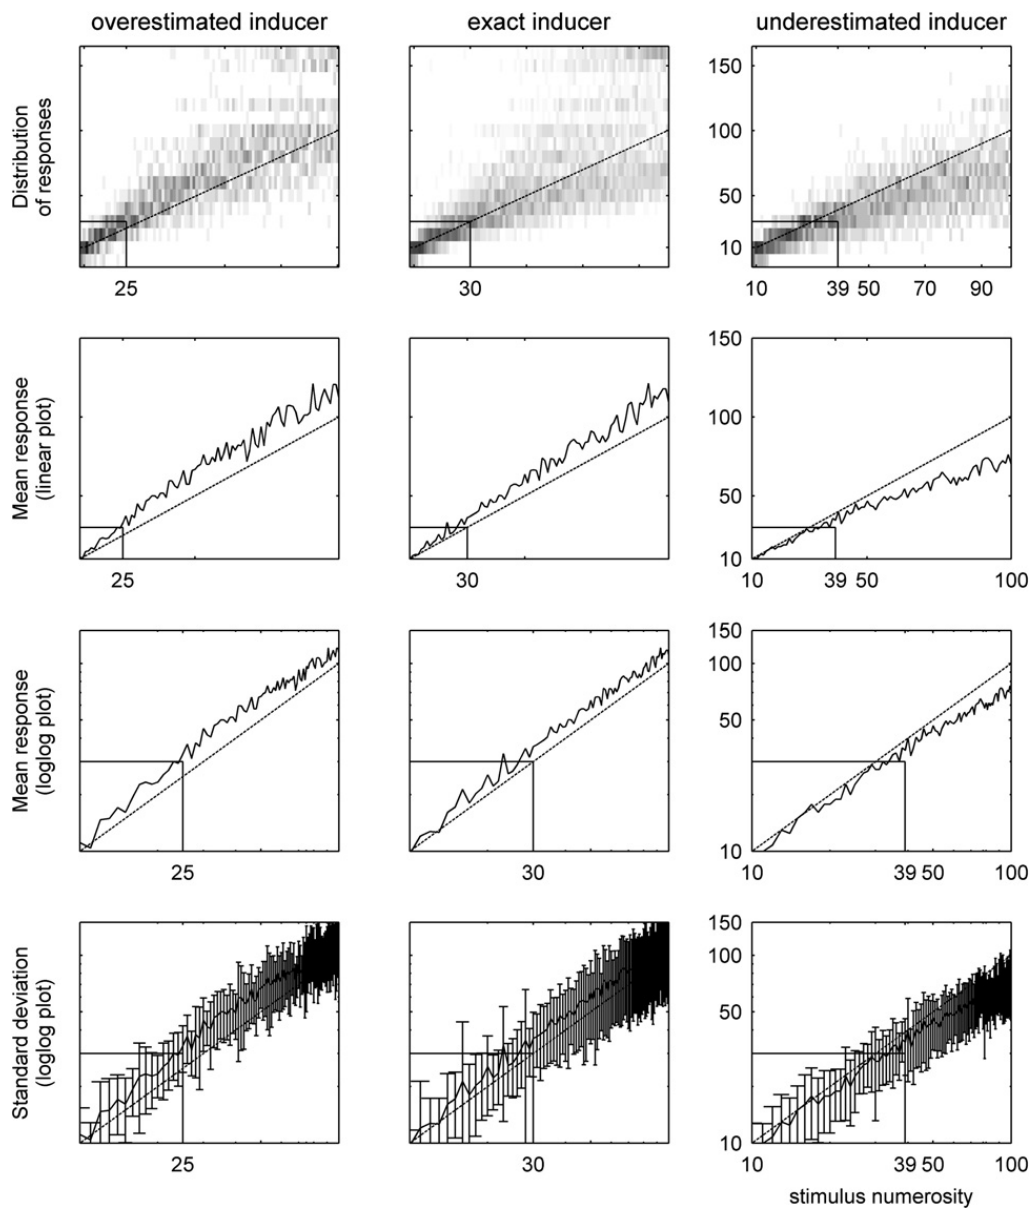 overestimated inducer
exact inducer
underestimated inducer
Distribution
of responses
150
100
50
10
25
30
10 39 50 70 90
Mean response
(linear plot)
150
100
50
10
25
30
10 39 50 100
Mean response
(loglog plot)
150
100
50
10
25
30
10 39 50 100
Standard deviation
(loglog plot)
150
100
50
10
25
30
10 39 50 100
stimulus numerosity